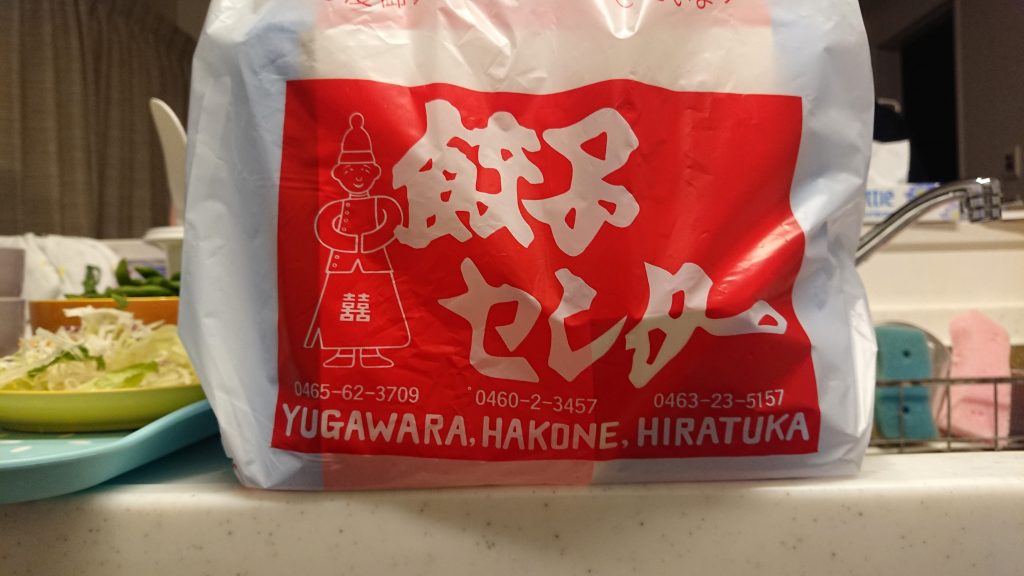 餃子
センター
囍
0465-62-3709 0460-2-3457 0463-23-5157
YUGAWARA, HAKONE, HIRATUKA
ttie